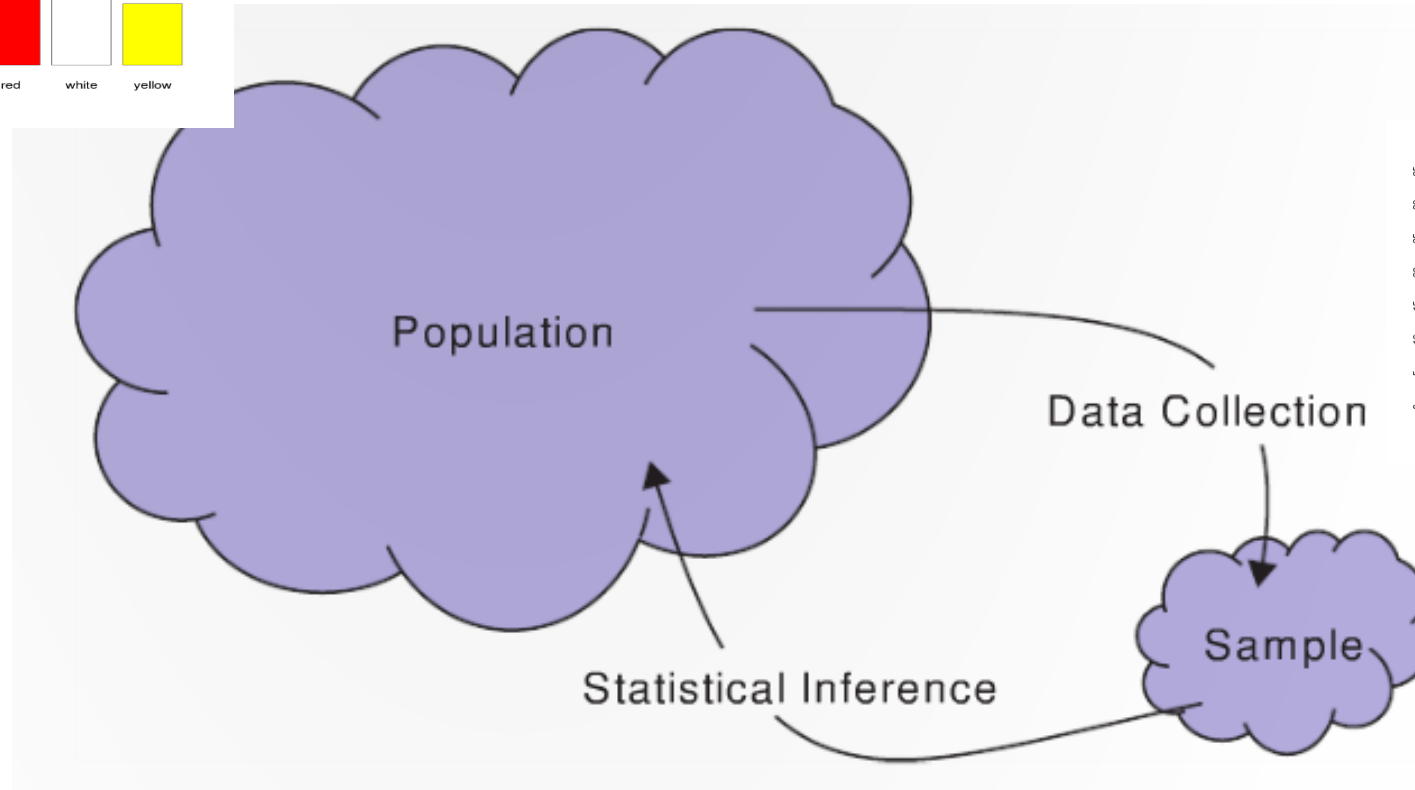 red white yellow
Population
Data Collection
Sample
Statistical Inference